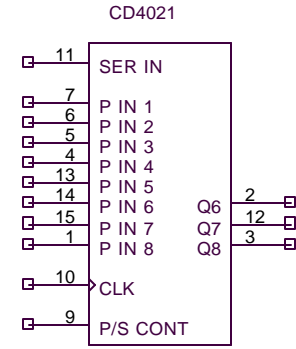 CD4021
11 SER IN
7 P IN 1
6 P IN 2
5 P IN 3
4 P IN 4
13 P IN 5
14 P IN 6 Q6 2
15 P IN 7 Q7 12
1 P IN 8 Q8 3
10 CLK
9 P/S CONT